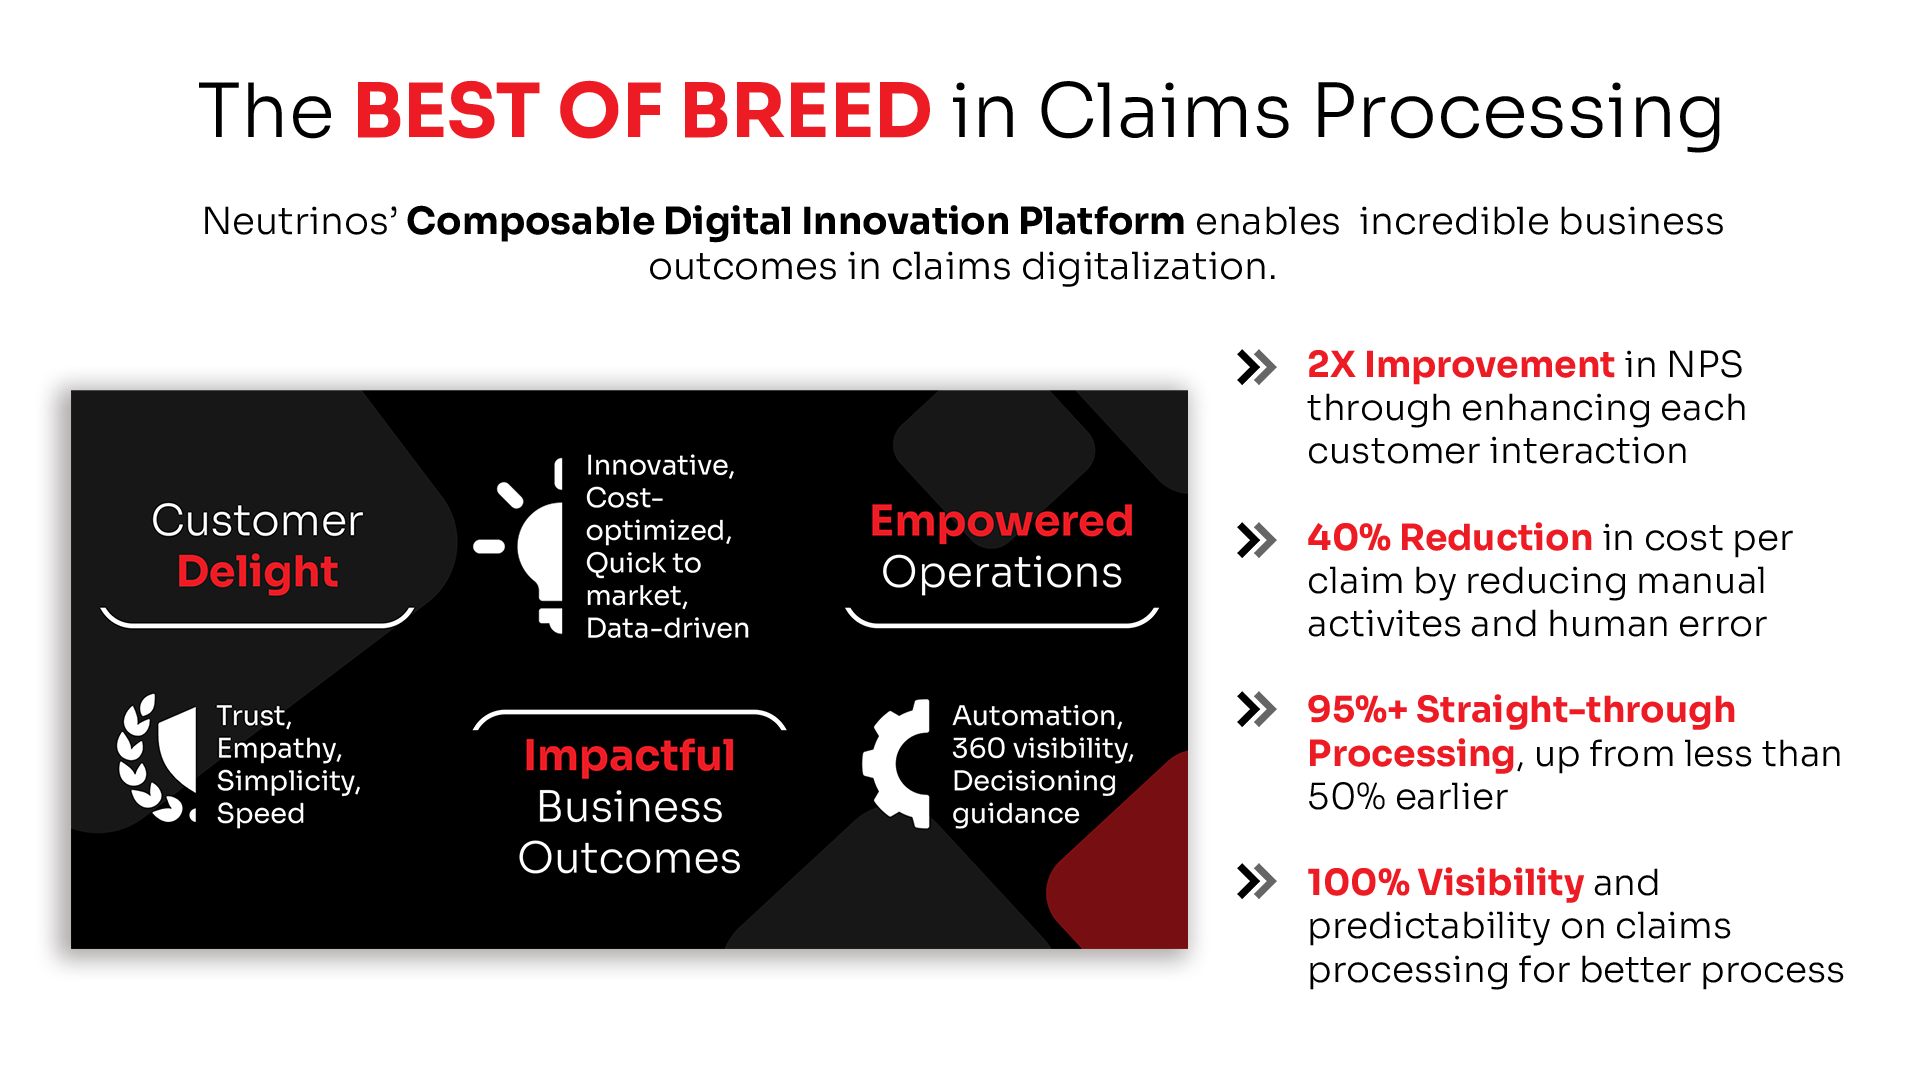 The BEST OF BREED in Claims Processing
Neutrinos’ Composable Digital Innovation Platform enables  incredible business
outcomes in claims digitalization.
Customer
Delight
Trust,
Empathy,
Simplicity,
Speed
Innovative,
Cost-
optimized,
Quick to
market,
Data-driven
Impactful
Business
Outcomes
Empowered
Operations
Automation,
360 visibility,
Decisioning
guidance
2X Improvement in NPS
through enhancing each
customer interaction
40% Reduction in cost per
claim by reducing manual
activites and human error
95%+ Straight-through
Processing, up from less than
50% earlier
100% Visibility and
predictability on claims
processing for better process